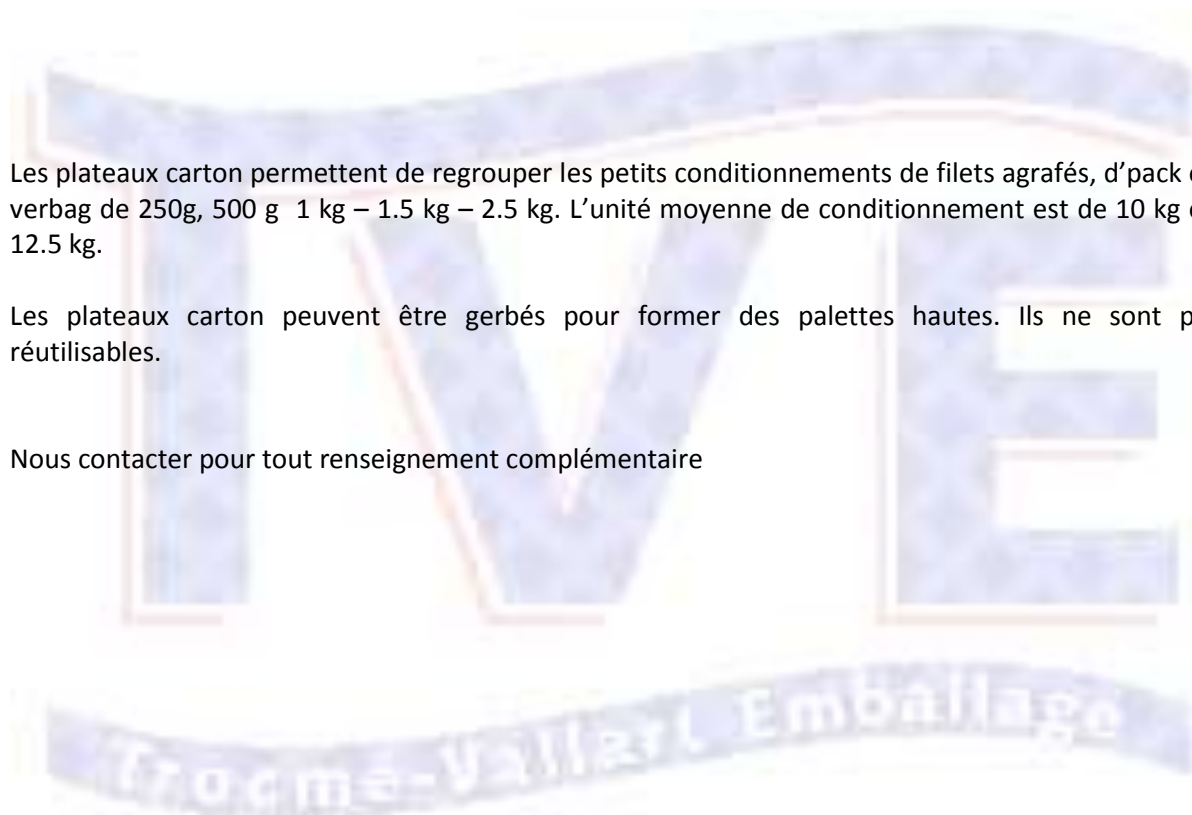 Les plateaux carton permettent de regrouper les petits conditionnements de filets agrafés, d'pack
verbag de 250g, 500 g 1 kg – 1.5 kg – 2.5 kg. L'unité moyenne de conditionnement est de 10 kg
12.5 kg.
Les plateaux carton peuvent être gerbés pour former des palettes hautes. Ils ne sont
réutilisables.
Nous contacter pour tout renseignement complémentaire
TVE
Trocmé-Vallart Emballage